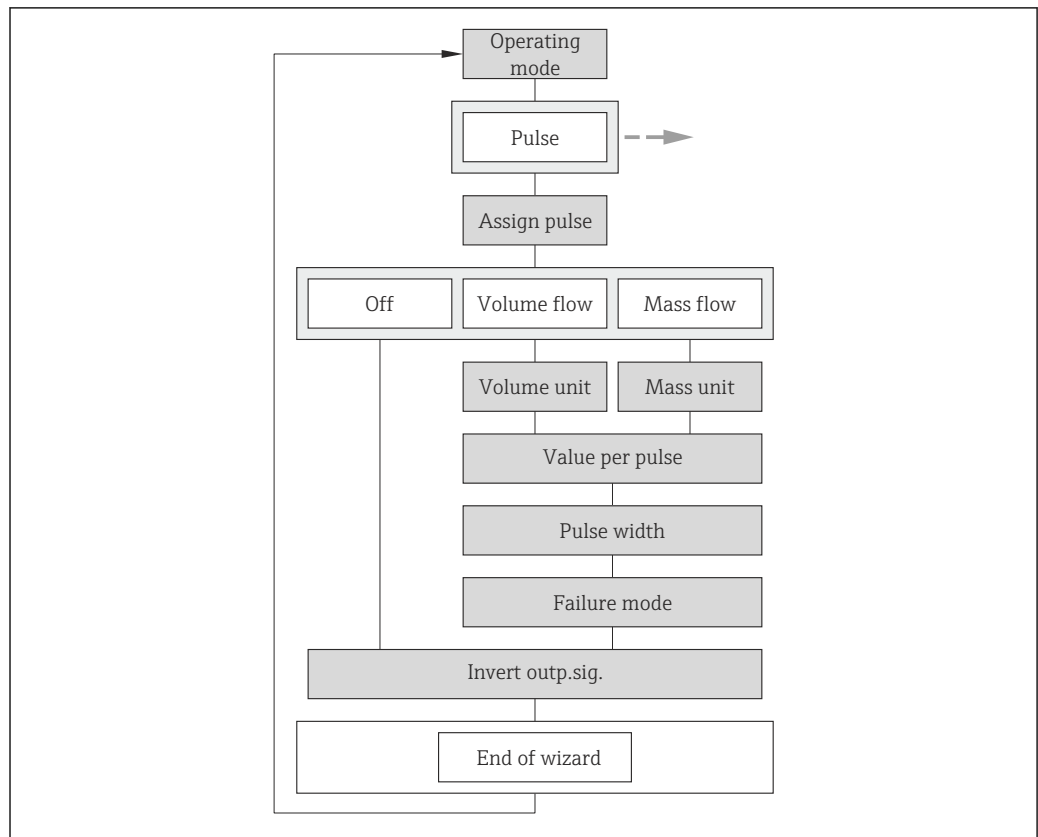 Operating
mode
Pulse
Assign pulse
Off
Volume flow
Mass flow
Volume unit
Mass unit
Value per pulse
Pulse width
Failure mode
Invert outp.sig.
End of wizard